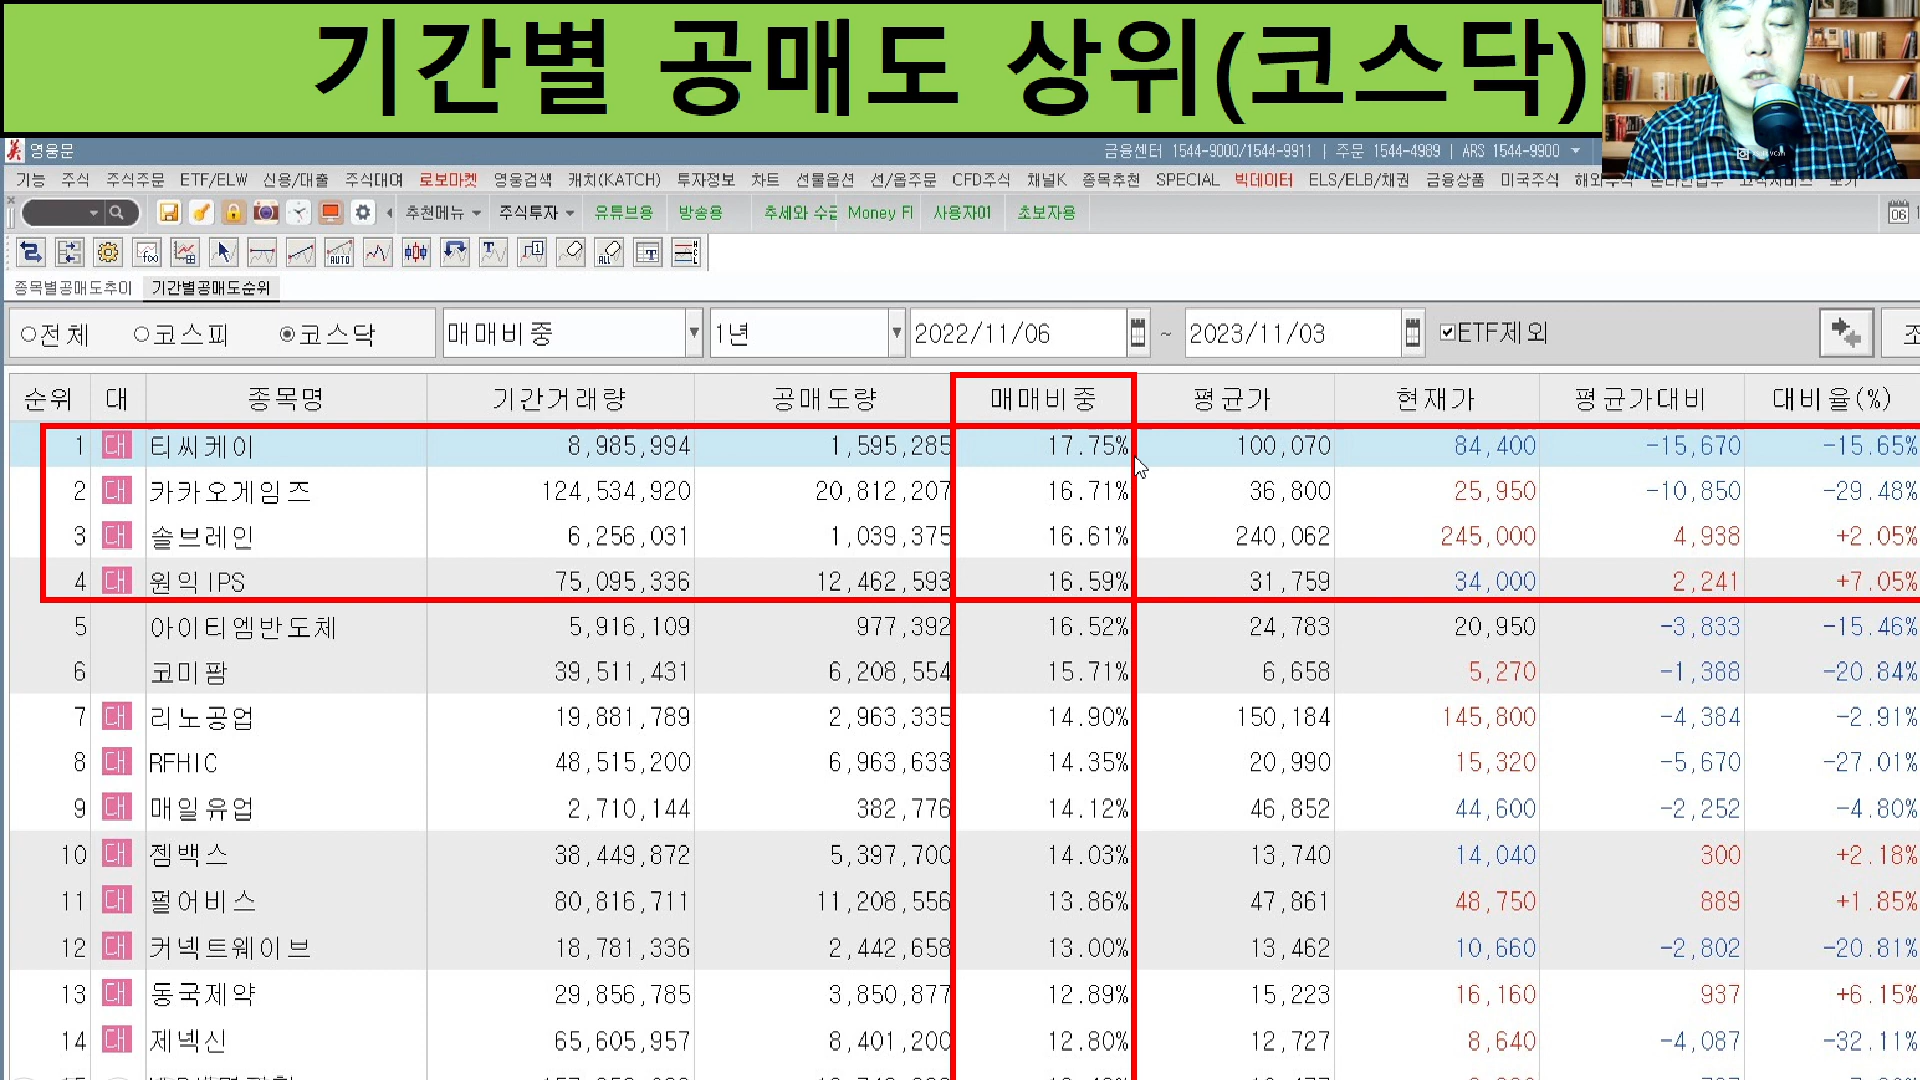 기간별 공매도 상위(코스닥)
영웅문
금융센터 1544-9000/1544-9911 | 주문 1544-4989 | ARS 1544-9900
기능 주식 주식주문 ETF/ELW 신용/대출 주식대여 로보마켓 영웅검색 캐치(KATCH) 투자정보 차트 선물옵션 선/옵주문 CFD주식 채널K 종목추천 SPECIAL 빅데이터 ELS/ELB/채권 금융상품 미국주식
추천메뉴 주식투자 유튜브용 방송용 추세와 수급 Money Fl 사용자01 초보자용 06
종목별공매도추이 기간별공매도순위
전체 코스피 코스닥 매매비중 1년 2022/11/06 ~ 2023/11/03 ETF제외 조
순위 대 종목명 기간거래량 공매도량 매매비중 평균가 현재가 평균가대비 대비율(%)
1 대 티씨케이 8,985,994 1,595,285 17.75% 100,070 84,400 -15,670 -15.65%
2 대 카카오게임즈 124,534,920 20,812,207 16.71% 36,800 25,950 -10,850 -29.48%
3 대 솔브레인 6,256,031 1,039,375 16.61% 240,062 245,000 4,938 +2.05%
4 대 원익IPS 75,095,336 12,462,593 16.59% 31,759 34,000 2,241 +7.05%
5 아이티엠반도체 5,916,109 977,392 16.52% 24,783 20,950 -3,833 -15.46%
6 코미팜 39,511,431 6,208,554 15.71% 6,658 5,270 -1,388 -20.84%
7 대 리노공업 19,881,789 2,963,335 14.90% 150,184 145,800 -4,384 -2.91%
8 대 RFHIC 48,515,200 6,963,633 14.35% 20,990 15,320 -5,670 -27.01%
9 대 매일유업 2,710,144 382,776 14.12% 46,852 44,600 -2,252 -4.80%
10 대 젬백스 38,449,872 5,397,700 14.03% 13,740 14,040 300 +2.18%
11 대 펄어비스 80,816,711 11,208,556 13.86% 47,861 48,750 889 +1.85%
12 대 커넥트웨이브 18,781,336 2,442,658 13.00% 13,462 10,660 -2,802 -20.81%
13 대 동국제약 29,856,785 3,850,877 12.89% 15,223 16,160 937 +6.15%
14 대 제넥신 65,605,957 8,401,200 12.80% 12,727 8,640 -4,087 -32.11%